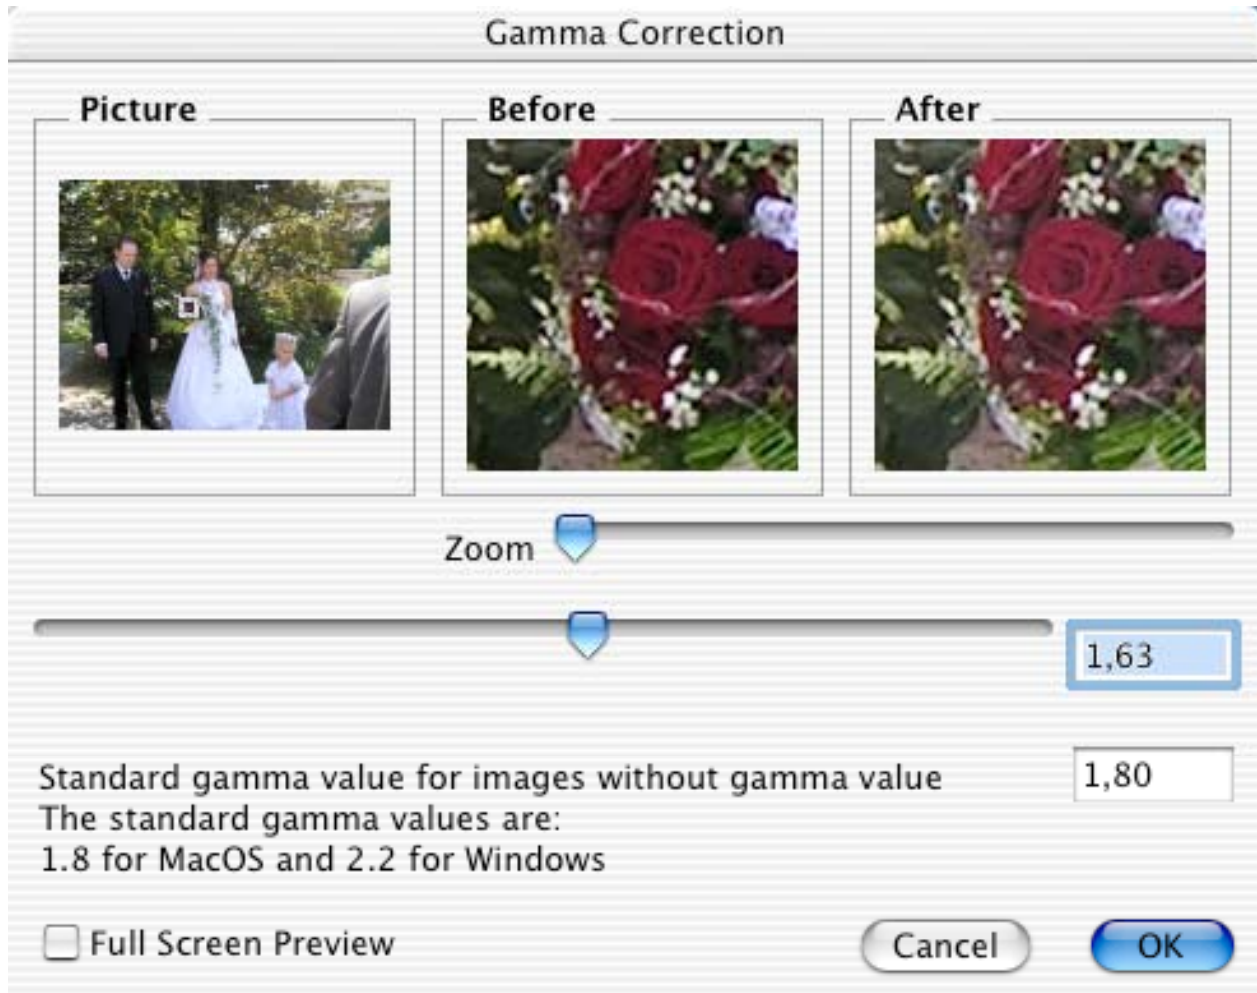 Gamma Correction
Picture
Before
After
Zoom
1,63
Standard gamma value for images without gamma value
1,80
The standard gamma values are:
1.8 for MacOS and 2.2 for Windows
Full Screen Preview
Cancel
OK